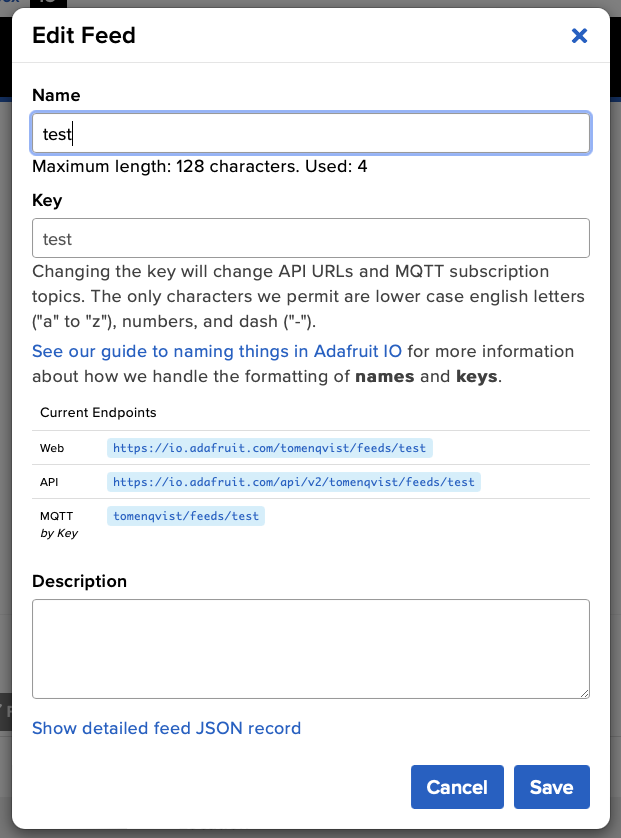 Edit Feed
Name
test
Maximum length: 128 characters. Used: 4
Key
test
Changing the key will change API URLs and MQTT subscription
topics. The only characters we permit are lower case english letters
("a" to "z"), numbers, and dash ("-").
See our guide to naming things in Adafruit IO for more information
about how we handle the formatting of names and keys.
Current Endpoints
Web https://io.adafruit.com/tomenqvist/feeds/test
API https://io.adafruit.com/api/v2/tomenqvist/feeds/test
MQTT tomenqvist/feeds/test
by Key
Description
Show detailed feed JSON record
Cancel Save